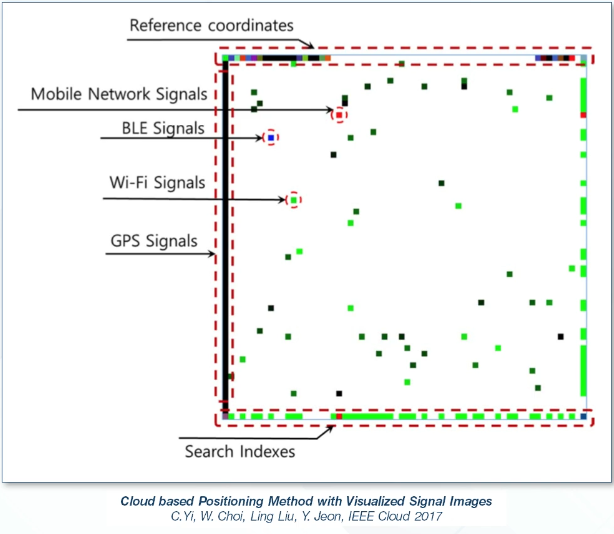 Reference coordinates
Mobile Network Signals
BLE Signals
Wi-Fi Signals
GPS Signals
Search Indexes
Cloud based Positioning Method with Visualized Signal Images
C.Yi, W. Choi, Ling Liu, Y. Jeon, IEEE Cloud 2017